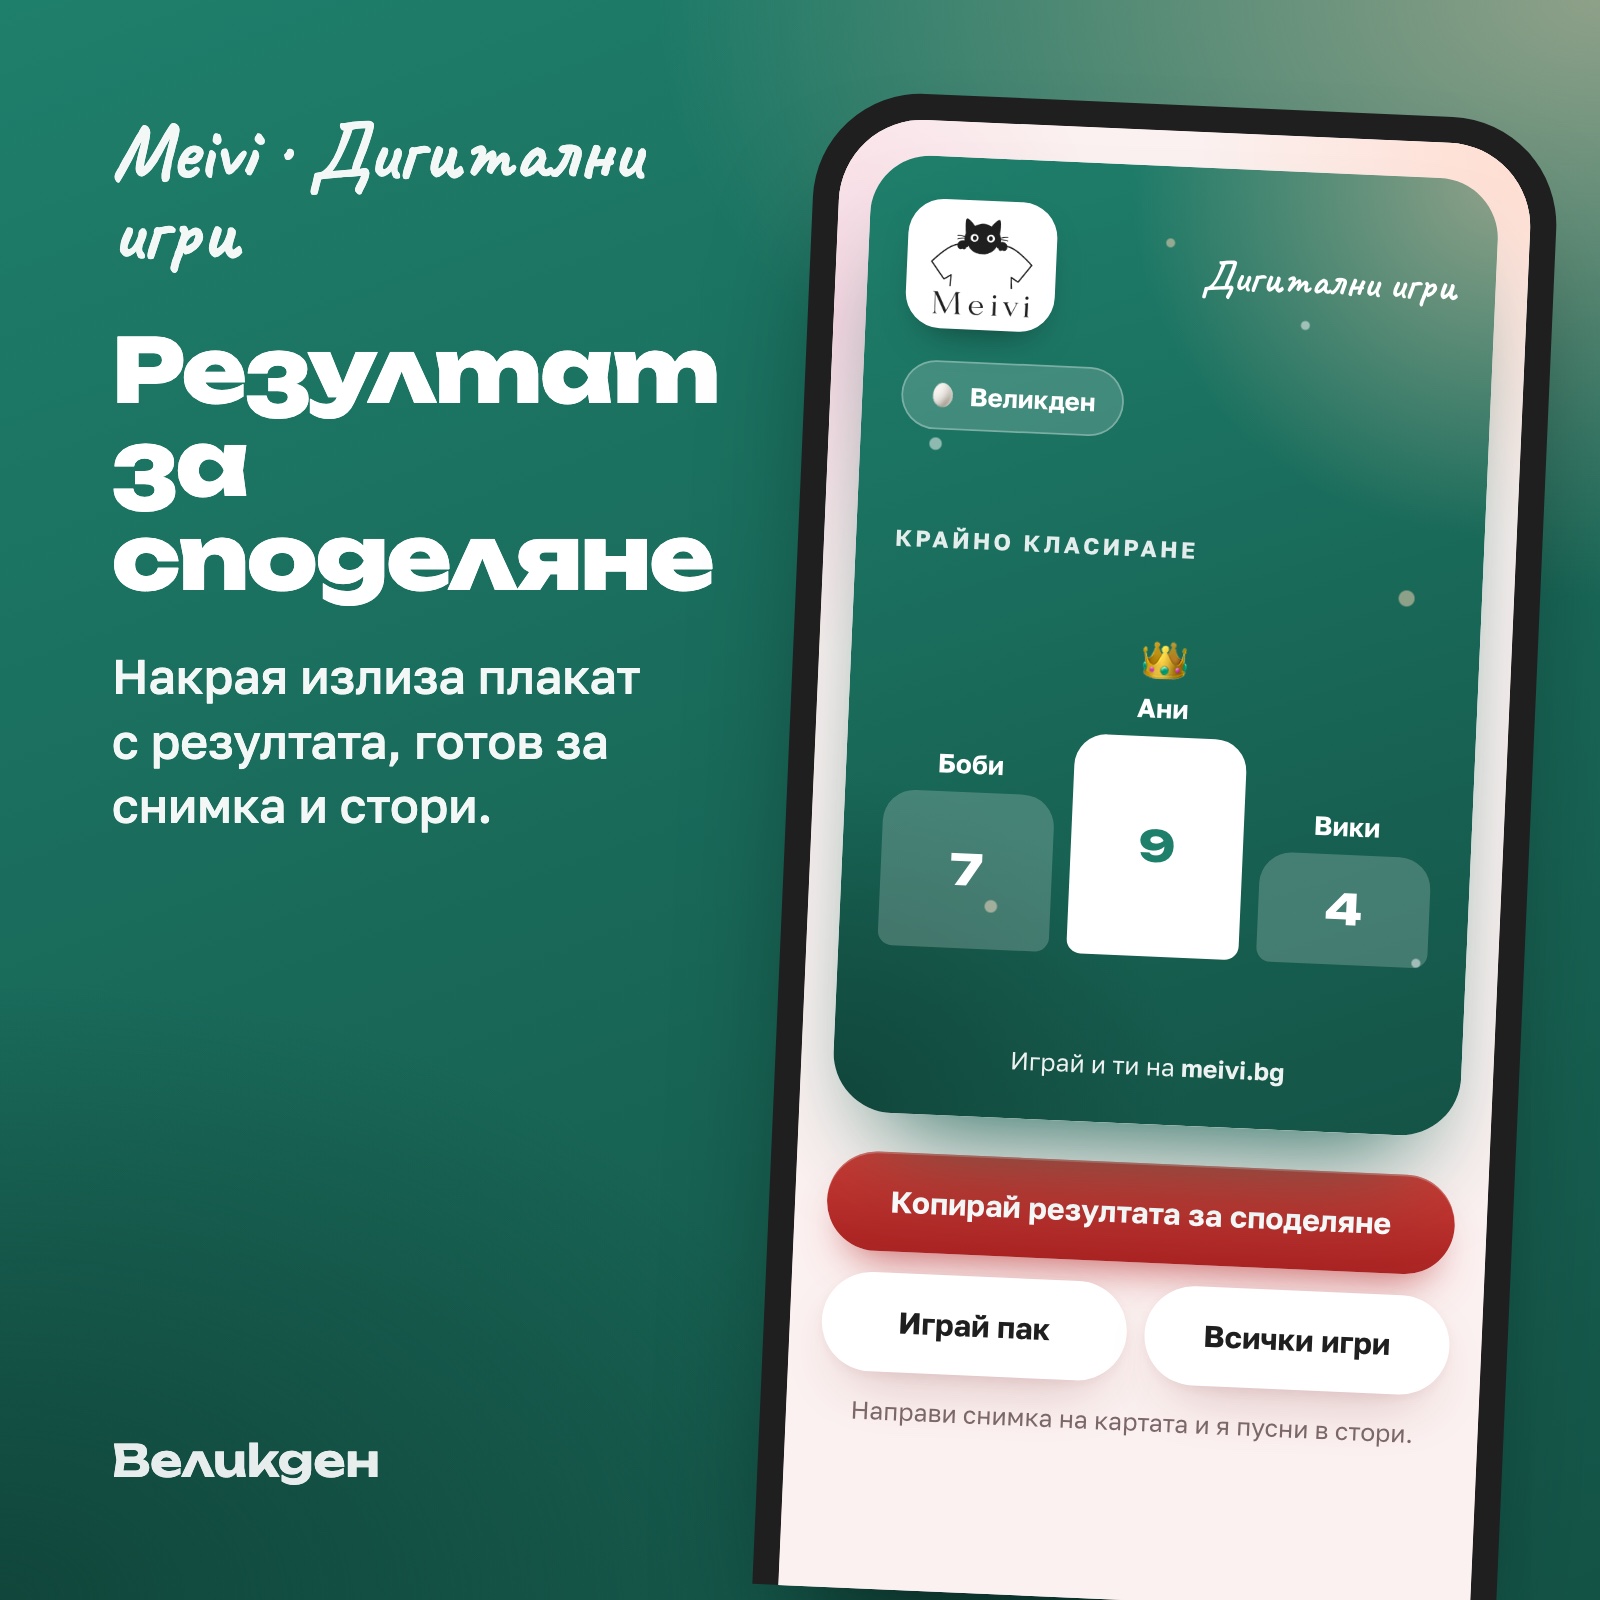 Meivi · Дигитални
игри
Резултат
за
споделяне
Накрая излиза плакат
с резултата, готов за
снимка и стори.
Великден
Meivi
Дигитални игри
Великден
КРАЙНО КЛАСИРАНЕ
Ани
Боби
Вики
7
9
4
Играй и ти на meivi.bg
Копирай резултата за споделяне
Играй пак
Всички игри
Направи снимка на картата и я пусни в стори.